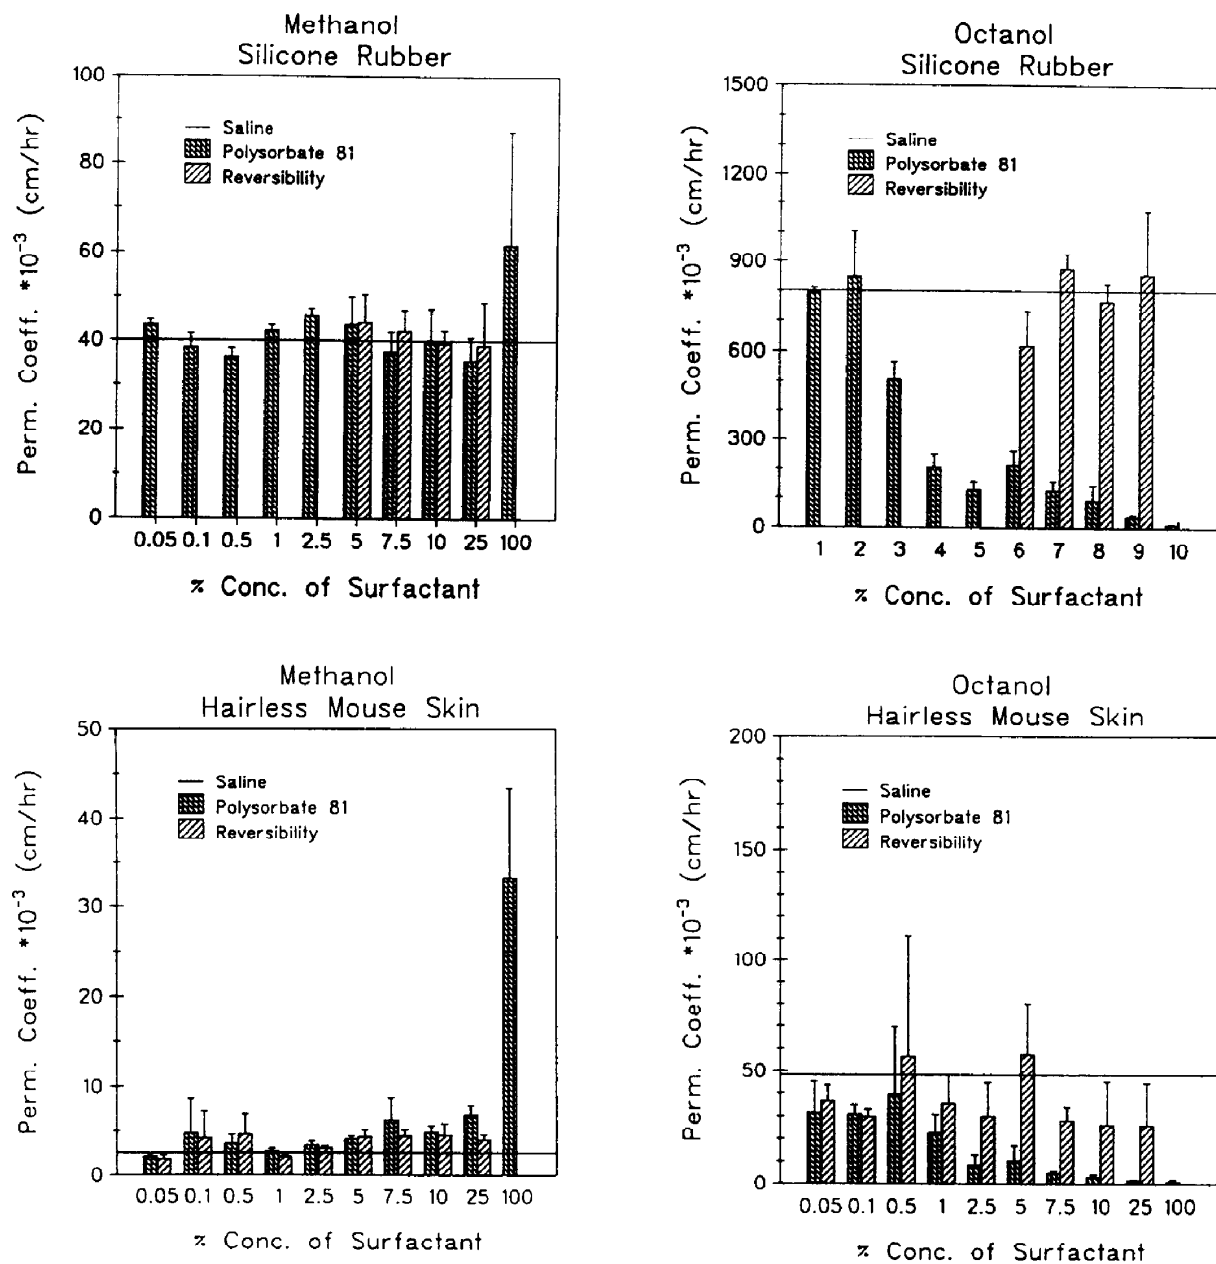 Methanol
Silicone Rubber
100
80
60
40
20
0
Perm. Coeff. *10⁻³ (cm/hr)
Saline
Polysorbate 81
Reversibility
0.05 0.1 0.5 1 2.5 5 7.5 10 25 100
% Conc. of Surfactant
Octanol
Silicone Rubber
1500
1200
900
600
300
0
Perm. Coeff. *10⁻³ (cm/hr)
Saline
Polysorbate 81
Reversibility
1 2 3 4 5 6 7 8 9 10
% Conc. of Surfactant
Methanol
Hairless Mouse Skin
50
40
30
20
10
0
Perm. Coeff. *10⁻³ (cm/hr)
Saline
Polysorbate 81
Reversibility
0.05 0.1 0.5 1 2.5 5 7.5 10 25 100
% Conc. of Surfactant
Octanol
Hairless Mouse Skin
200
150
100
50
0
Perm. Coeff. *10⁻³ (cm/hr)
Saline
Polysorbate 81
Reversibility
0.05 0.1 0.5 1 2.5 5 7.5 10 25 100
% Conc. of Surfactant